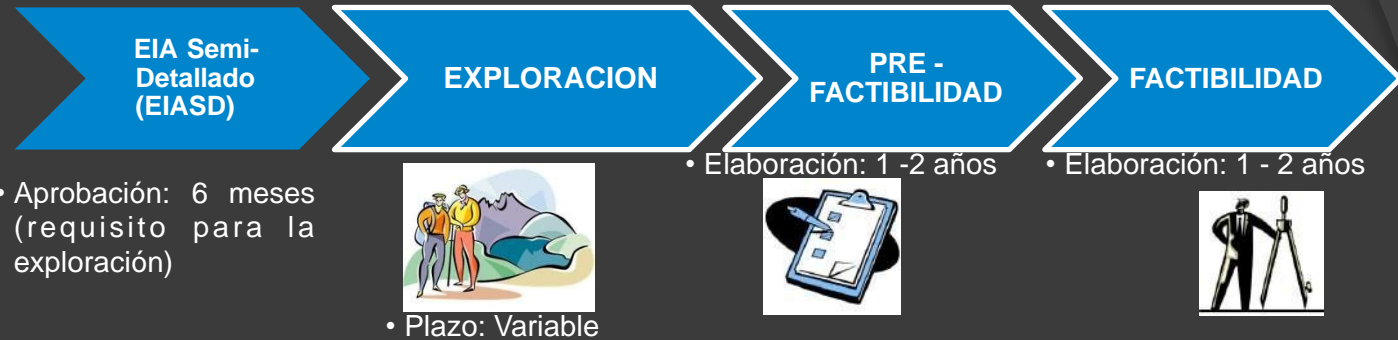 EIA Semi-
Detallado
(EIASD)
EXPLORACION
PRE -
FACTIBILIDAD
FACTIBILIDAD
• Aprobación: 6 meses
(requisito para la
exploración)
• Plazo: Variable
• Elaboración: 1 -2 años
• Elaboración: 1 - 2 años